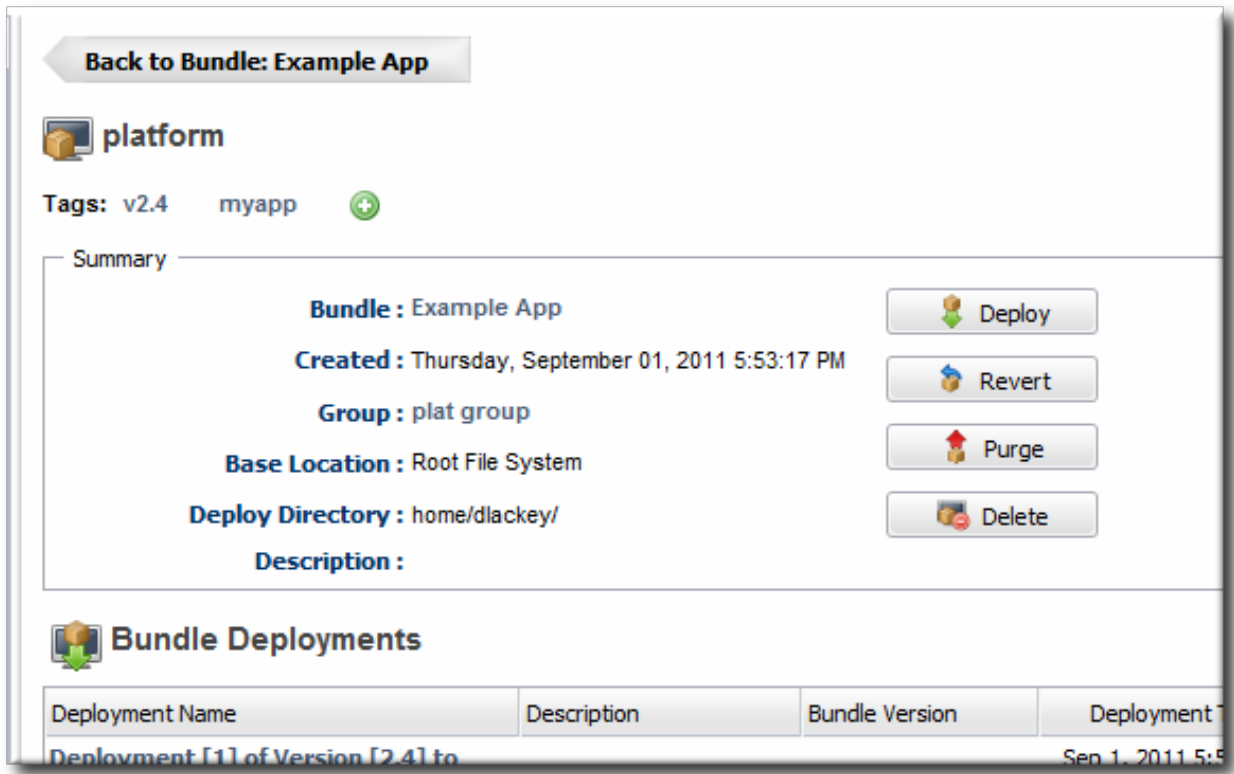 Back to Bundle: Example App
platform
Tags: v2.4 myapp
Summary
Bundle : Example App
Deploy
Created : Thursday, September 01, 2011 5:53:17 PM
Revert
Group : plat group
Base Location : Root File System
Purge
Deploy Directory : home/dlackey/
Delete
Description :
Bundle Deployments
Deployment Name Description Bundle Version Deployment
Deployment [1] of Version [2.4] to Sep 1, 2011